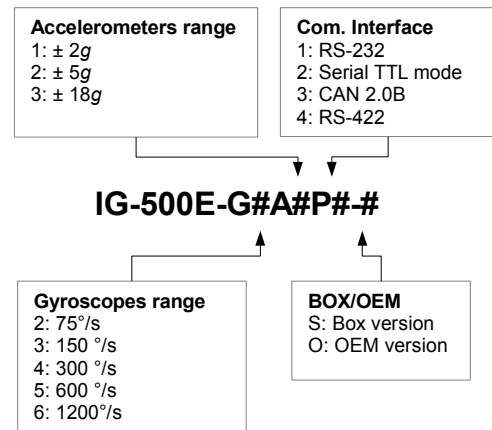 Accelerometers range
1: ± 2g
2: ± 5g
3: ± 18g
Com. Interface
1: RS-232
2: Serial TTL mode
3: CAN 2.0B
4: RS-422
IG-500E-G#A#P#-#
Gyroscopes range
2: 75°/s
3: 150 °/s
4: 300 °/s
5: 600 °/s
6: 1200°/s
BOX/OEM
S: Box version
O: OEM version